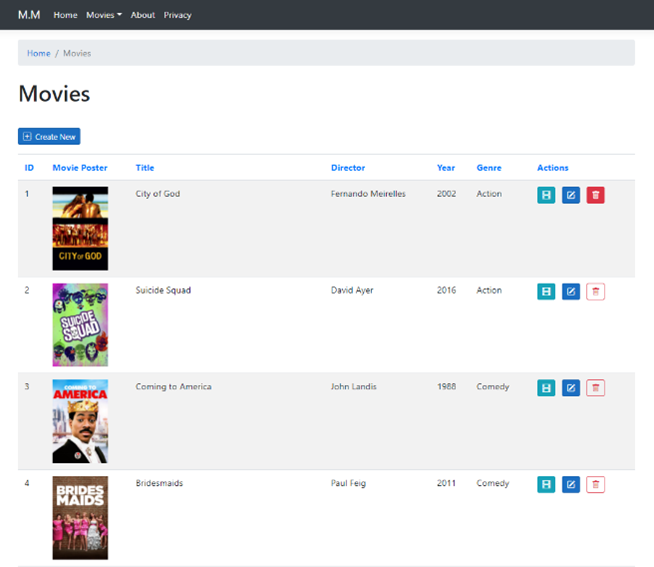 M.M Home Movies About Privacy
Home / Movies
Movies
Create New
ID Movie Poster Title Director Year Genre Actions
1 City of God Fernando Meirelles 2002 Action
CITY OF GOD
2 Suicide Squad David Ayer 2016 Action
SUICIDE
SQUAD
3 Coming to America John Landis 1988 Comedy
COMING TO
AMERICA
4 Bridesmaids Paul Feig 2011 Comedy
BRIDES
MAIDS